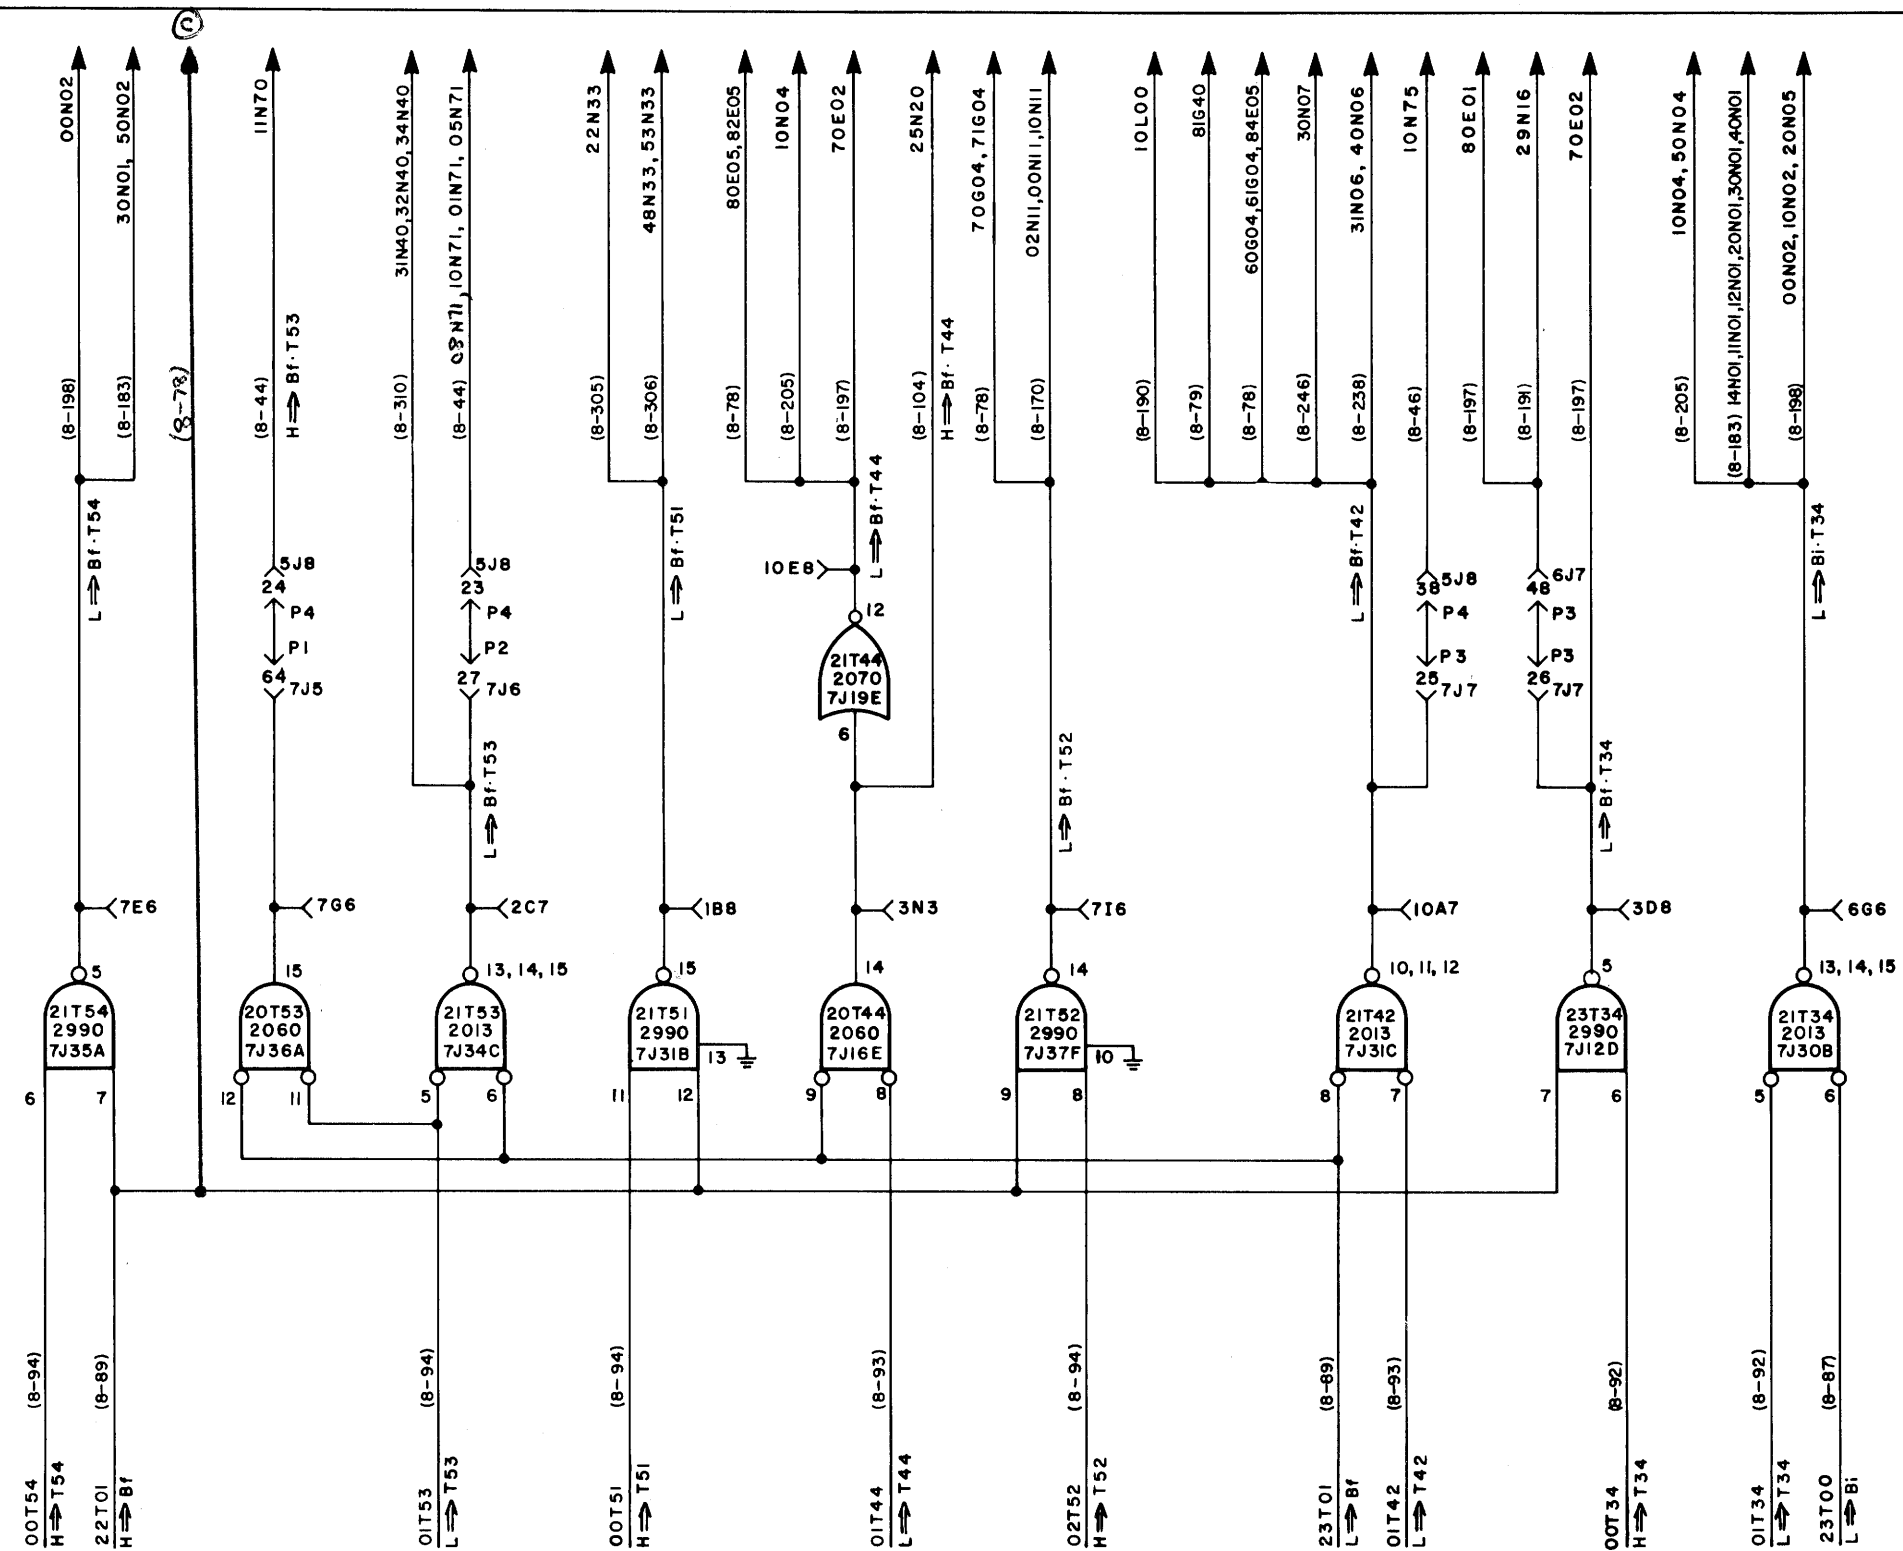 C
00N02
30N01, 50N02
11N70
31N40, 32N40, 34N40
08N71, 10N71, 01N71, 05N71
22N33
48N33, 53N33
80E05, 82E05
10N04
70E02
25N20
70G04, 71G04
02N11, 00N11, 10N11
10L00
81G40
60G04, 61G04, 84E05
30N07
31N06, 40N06
10N75
80E01
29N16
70E02
10N04, 50N04
14N01, 11N01, 12N01, 20N01, 30N01, 40N01
00N02, 10N02, 20N05
(8-198)
(8-183)
(8-78)
(8-44)
H⇒Bf·T53
(8-310)
(8-44)
(8-305)
(8-306)
(8-78)
(8-205)
(8-197)
(8-104)
H⇒Bf·T44
(8-78)
(8-170)
(8-190)
(8-79)
(8-78)
(8-246)
(8-238)
(8-46)
(8-197)
(8-191)
(8-197)
(8-205)
(8-183)
(8-198)
L⇒Bf·T54
L⇒Bf·T51
L⇒Bf·T44
L⇒Bf·T42
L⇒Bi·T34
5J8
24
P4
P1
64
7J5
5J8
23
P4
P2
27
7J6
10E8
12
21T44
2070
7J19E
6
5J8
38
P4
P3
25
7J7
6J7
48
P3
P3
26
7J7
L⇒Bf·T53
L⇒Bf·T52
L⇒Bf·T34
7E6
7G6
2C7
1B8
3N3
7I6
10A7
3D8
6G6
5
15
13, 14, 15
15
14
14
10, 11, 12
5
13, 14, 15
21T54
2990
7J35A
20T53
2060
7J36A
21T53
2013
7J34C
21T51
2990
7J31B
13
20T44
2060
7J16E
21T52
2990
7J37F
10
21T42
2013
7J31C
23T34
2990
7J12D
21T34
2013
7J30B
6
7
12
11
5
6
11
12
9
8
9
8
8
7
7
6
5
6
(8-94)
(8-89)
(8-94)
(8-94)
(8-93)
(8-94)
(8-89)
(8-93)
(8-92)
(8-92)
(8-87)
00T54
H⇒T54
22T01
H⇒Bf
01T53
L⇒T53
00T51
H⇒T51
01T44
L⇒T44
02T52
H⇒T52
23T01
L⇒Bf
01T42
L⇒T42
00T34
H⇒T34
01T34
L⇒T34
23T00
L⇒Bi